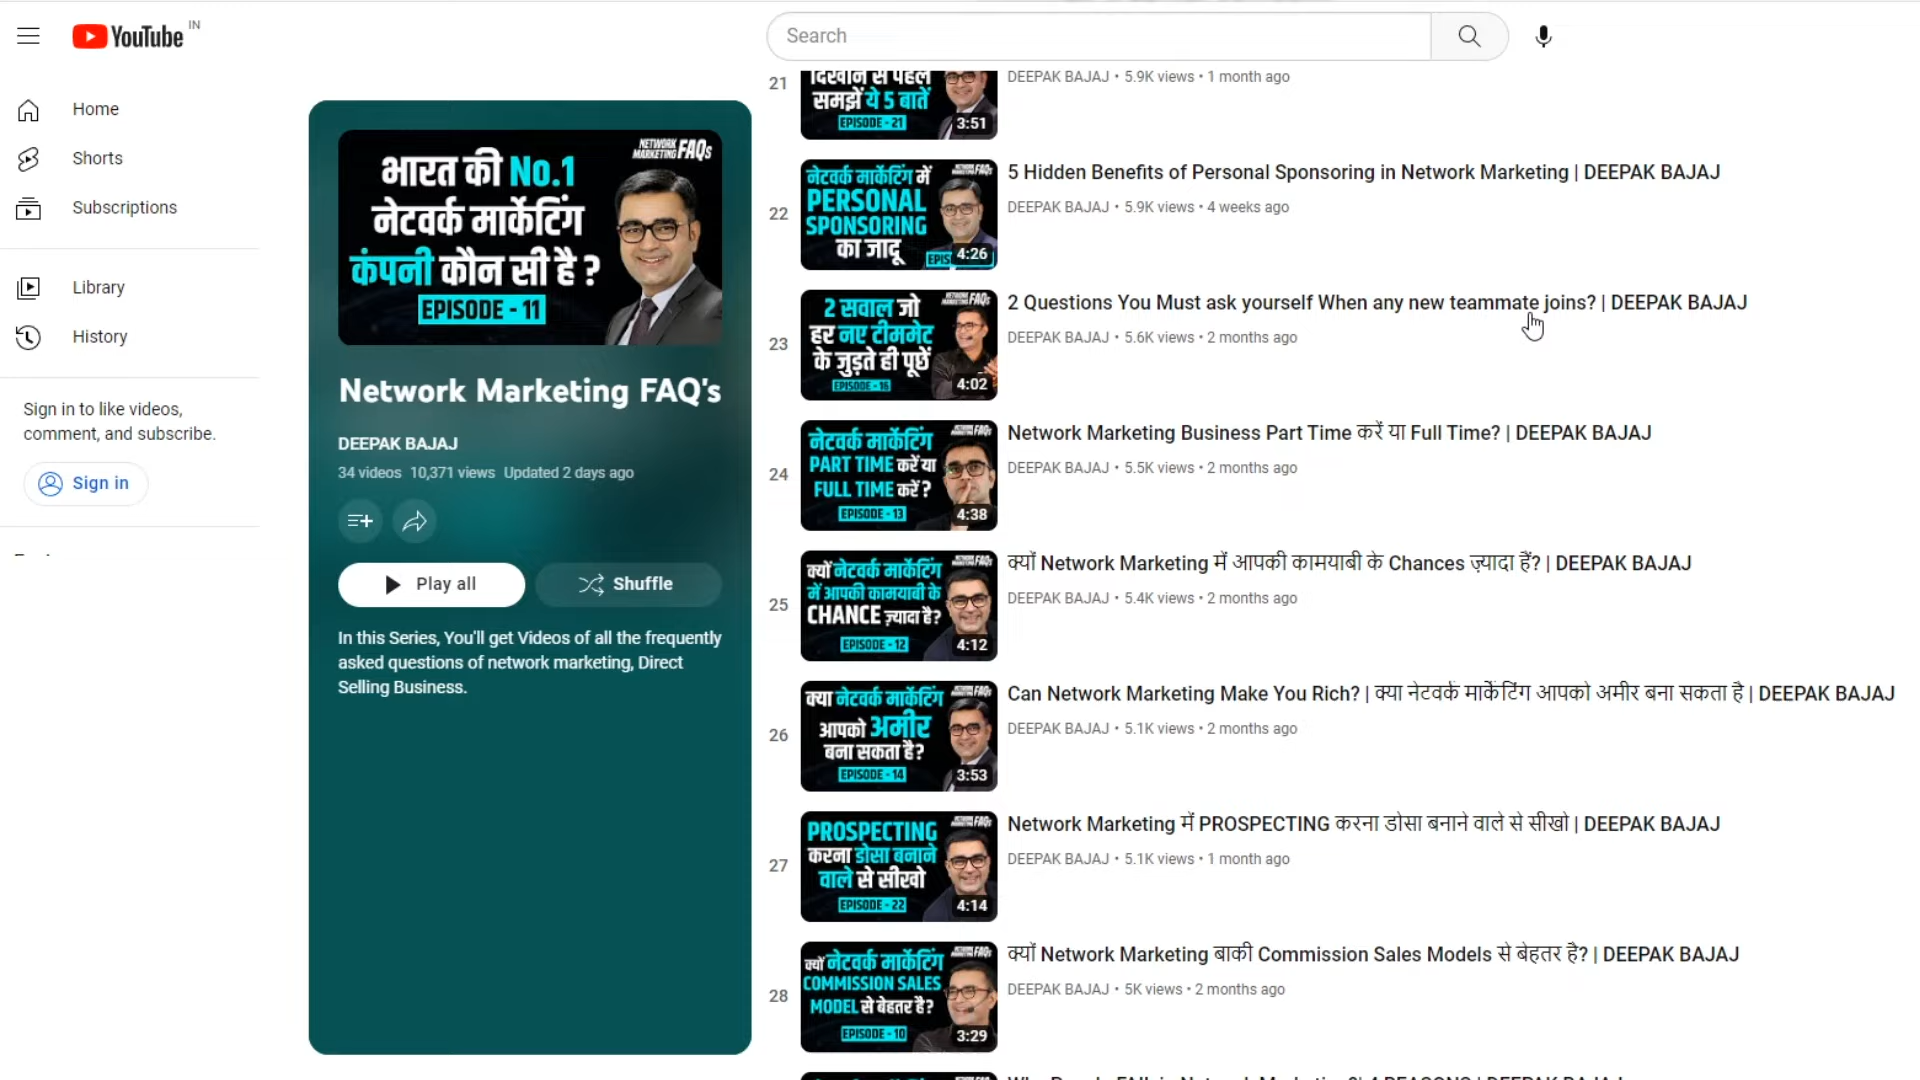 YouTube IN
Search
Home
Shorts
Subscriptions
Library
History
Sign in to like videos,
comment, and subscribe.
Sign in
NETWORK
MARKETING FAQs
भारत की No.1
नेटवर्क मार्केटिंग
कंपनी कौन सी है ?
EPISODE - 11
Network Marketing FAQ's
DEEPAK BAJAJ
34 videos 10,371 views Updated 2 days ago
Play all
Shuffle
In this Series, You'll get Videos of all the frequently
asked questions of network marketing, Direct
Selling Business.
21
दिखाने से पहले
समझें ये 5 बातें
EPISODE - 21
3:51
DEEPAK BAJAJ • 5.9K views • 1 month ago
22
नेटवर्क मार्केटिंग में
PERSONAL
SPONSORING
का जादू
4:26
5 Hidden Benefits of Personal Sponsoring in Network Marketing | DEEPAK BAJAJ
DEEPAK BAJAJ • 5.9K views • 4 weeks ago
23
2 सवाल जो
हर नए टीममेट
के जुड़ते ही पूछें
EPISODE - 16
4:02
2 Questions You Must ask yourself When any new teammate joins? | DEEPAK BAJAJ
DEEPAK BAJAJ • 5.6K views • 2 months ago
24
नेटवर्क मार्केटिंग
PART TIME करें या
FULL TIME करें ?
EPISODE - 13
4:38
Network Marketing Business Part Time करें या Full Time? | DEEPAK BAJAJ
DEEPAK BAJAJ • 5.5K views • 2 months ago
25
क्यों नेटवर्क मार्केटिंग
में आपकी कामयाबी के
CHANCE ज़्यादा है?
EPISODE - 12
4:12
क्यों Network Marketing में आपकी कामयाबी के Chances ज़्यादा हैं? | DEEPAK BAJAJ
DEEPAK BAJAJ • 5.4K views • 2 months ago
26
क्या नेटवर्क मार्केटिंग
आपको अमीर
बना सकता है?
EPISODE - 14
3:53
Can Network Marketing Make You Rich? | क्या नेटवर्क मार्केटिंग आपको अमीर बना सकता है | DEEPAK BAJAJ
DEEPAK BAJAJ • 5.1K views • 2 months ago
27
PROSPECTING
करना डोसा बनाने
वाले से सीखो
EPISODE - 22
4:14
Network Marketing में PROSPECTING करना डोसा बनाने वाले से सीखो | DEEPAK BAJAJ
DEEPAK BAJAJ • 5.1K views • 1 month ago
28
क्यों नेटवर्क मार्केटिंग
COMMISSION SALES
MODEL से बेहतर है?
EPISODE - 10
3:29
क्यों Network Marketing बाकी Commission Sales Models से बेहतर है? | DEEPAK BAJAJ
DEEPAK BAJAJ • 5K views • 2 months ago